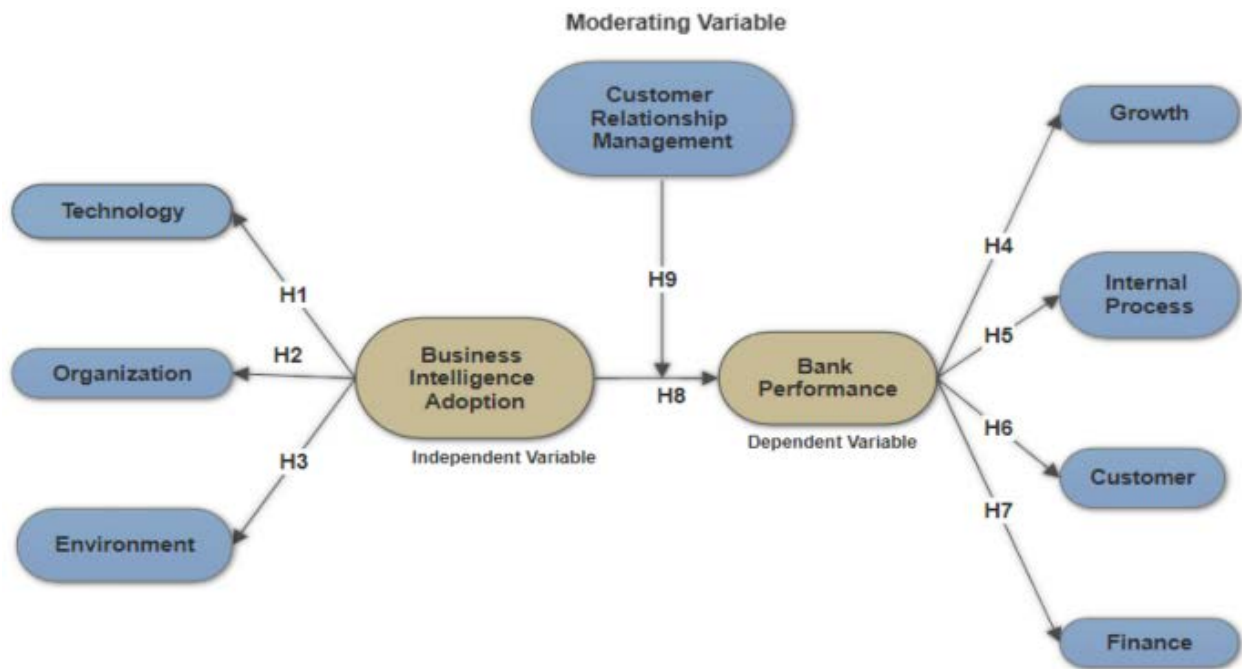 Moderating Variable
Customer
Relationship
Management
Growth
Technology
H4
H9
Internal
Process
H1
H5
Organization
H2
Business
Intelligence
Adoption
H8
Bank
Performance
Independent Variable
Dependent Variable
H6
H3
Customer
H7
Environment
Finance